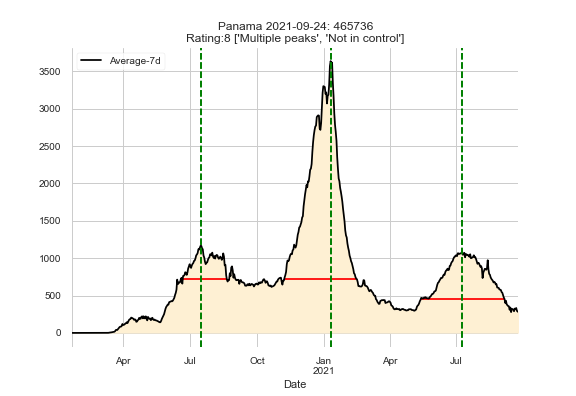 Panama 2021-09-24: 465736
Rating:8 ['Multiple peaks', 'Not in control']
Average-7d
3500
3000
2500
2000
1500
1000
500
0
Apr
Jul
Oct
Jan
2021
Apr
Jul
Date